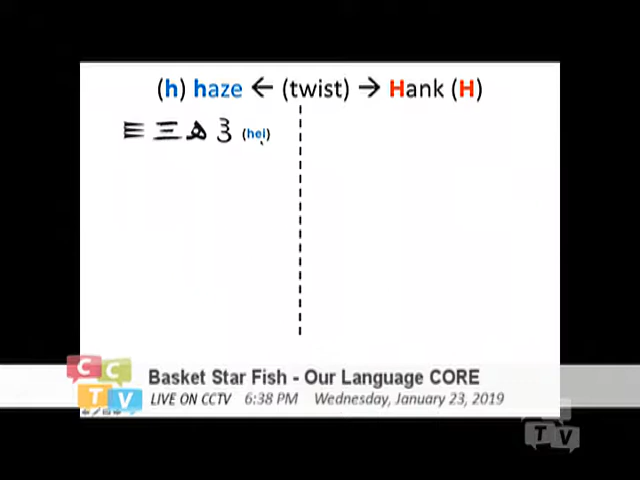 (h) haze ← (twist) → Hank (H)
(hei)
CCTV
Basket Star Fish - Our Language CORE
LIVE ON CCTV 6:38 PM Wednesday, January 23, 2019
TV